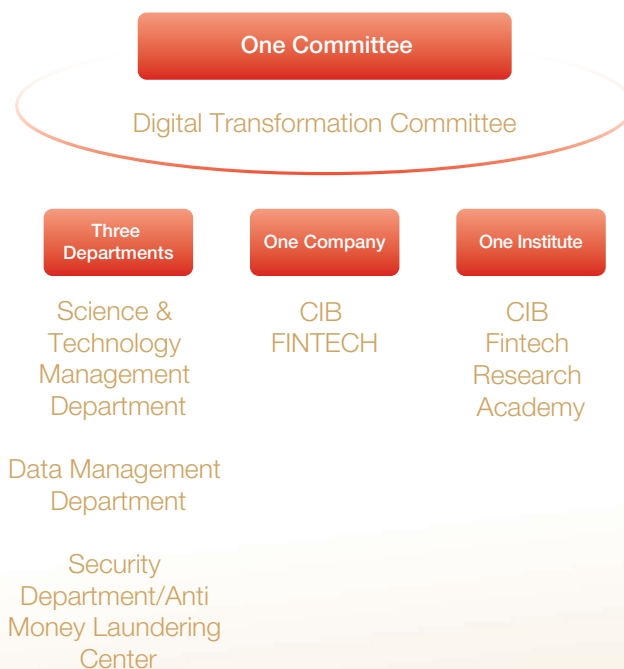 One Committee
Digital Transformation Committee
Three
Departments
Science &
Technology
Management
Department
Data Management
Department
Security
Department/Anti
Money Laundering
Center
One Company
CIB
FINTECH
One Institute
CIB
Fintech
Research
Academy